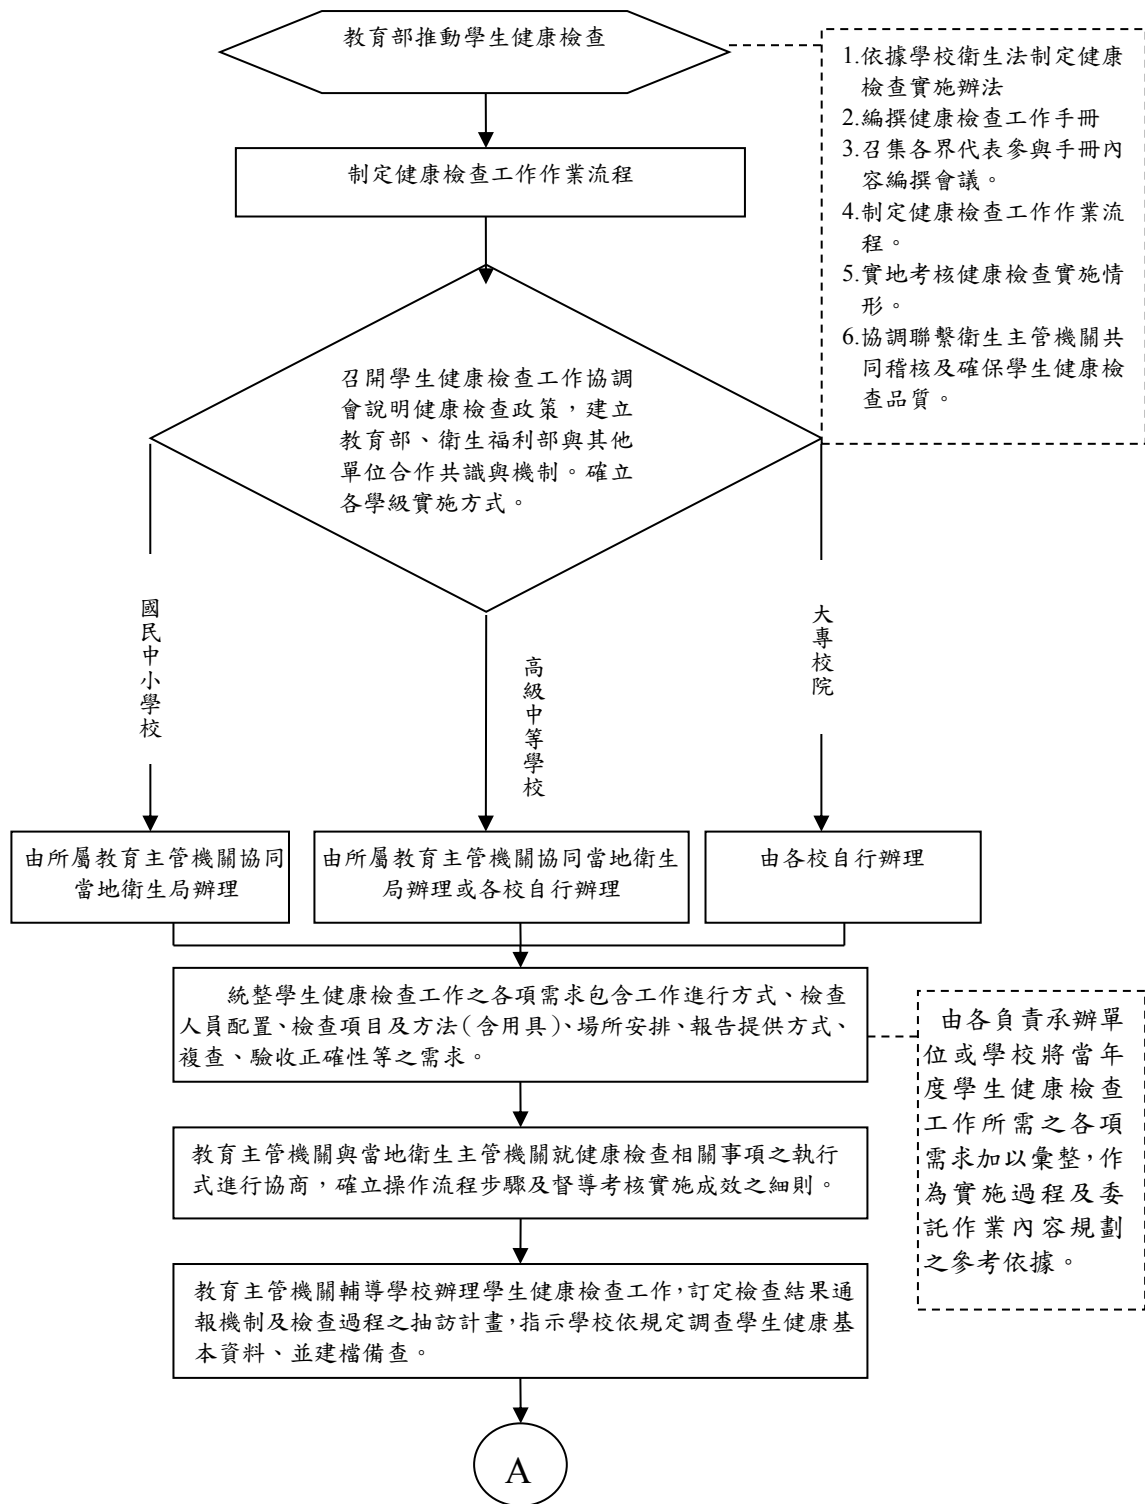 教育部推動學生健康檢查
1.依據學校衛生法制定健康
檢查實施辦法
2.編撰健康檢查工作手冊
3.召集各界代表參與手冊內
容編撰會議。
4.制定健康檢查工作作業流
程。
5.實地考核健康檢查實施情
形。
6.協調聯繫衛生主管機關共
同稽核及確保學生健康檢
查品質。
制定健康檢查工作作業流程
召開學生健康檢查工作協調
會說明健康檢查政策，建立
教育部、衛生福利部與其他
單位合作共識與機制。確立
各學級實施方式。
國民中小學校
高級中等學校
大專校院
由所屬教育主管機關協同
當地衛生局辦理
由所屬教育主管機關協同當地衛生
局辦理或各校自行辦理
由各校自行辦理
統整學生健康檢查工作之各項需求包含工作進行方式、檢查
人員配置、檢查項目及方法(含用具)、場所安排、報告提供方式、
複查、驗收正確性等之需求。
由各負責承辦單
位或學校將當年
度學生健康檢查
工作所需之各項
需求加以彙整，作
為實施過程及委
託作業內容規劃
之參考依據。
教育主管機關與當地衛生主管機關就健康檢查相關事項之執行
式進行協商，確立操作流程步驟及督導考核實施成效之細則。
教育主管機關輔導學校辦理學生健康檢查工作，訂定檢查結果通
報機制及檢查過程之抽訪計畫，指示學校依規定調查學生健康基
本資料、並建檔備查。
A